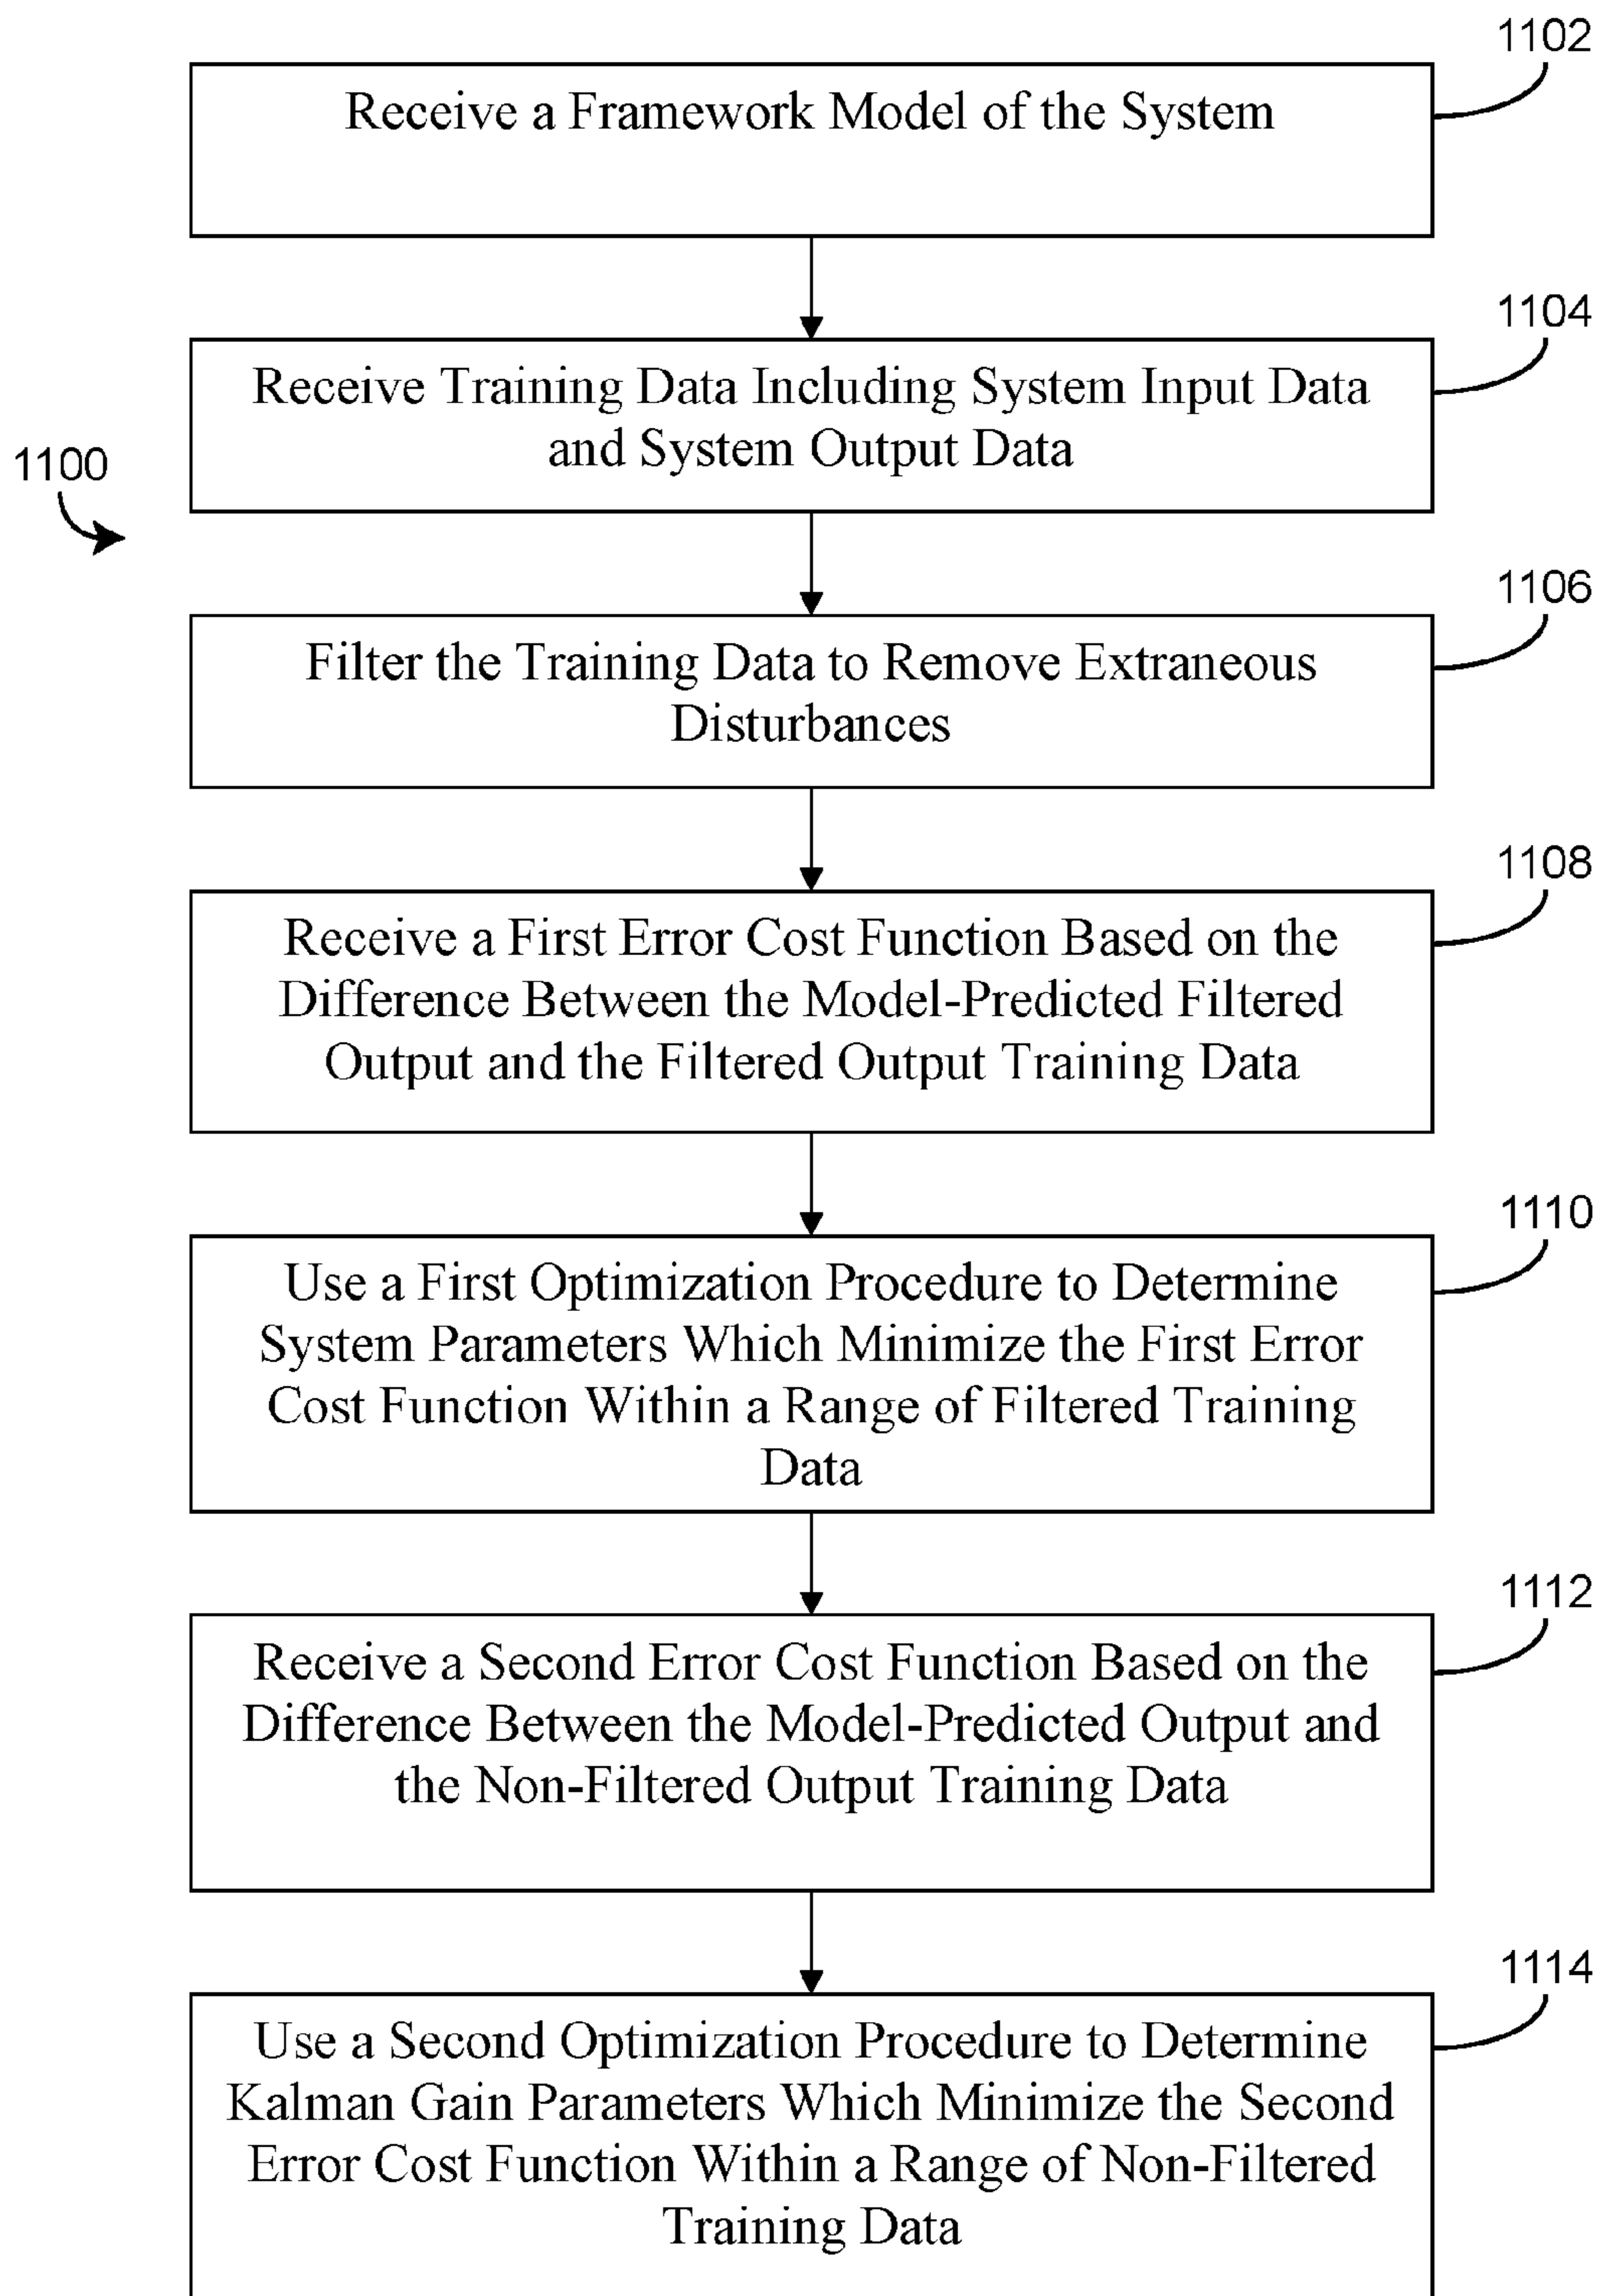 1102
Receive a Framework Model of the System
1104
Receive Training Data Including System Input Data
and System Output Data
1100
1106
Filter the Training Data to Remove Extraneous
Disturbances
1108
Receive a First Error Cost Function Based on the
Difference Between the Model-Predicted Filtered
Output and the Filtered Output Training Data
1110
Use a First Optimization Procedure to Determine
System Parameters Which Minimize the First Error
Cost Function Within a Range of Filtered Training
Data
1112
Receive a Second Error Cost Function Based on the
Difference Between the Model-Predicted Output and
the Non-Filtered Output Training Data
1114
Use a Second Optimization Procedure to Determine
Kalman Gain Parameters Which Minimize the Second
Error Cost Function Within a Range of Non-Filtered
Training Data